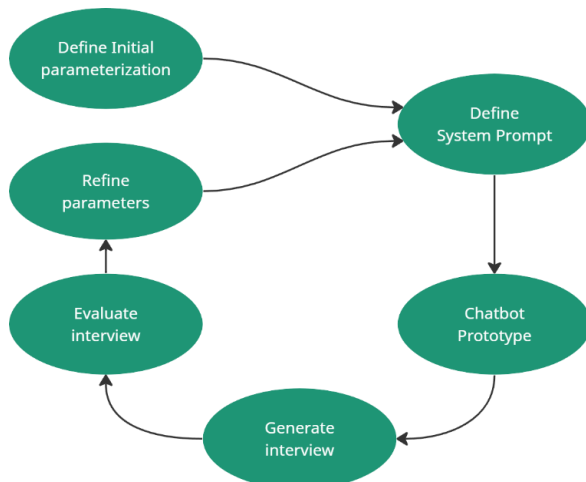 Define Initial
parameterization
Define
System Prompt
Refine
parameters
Evaluate
interview
Chatbot
Prototype
Generate
interview